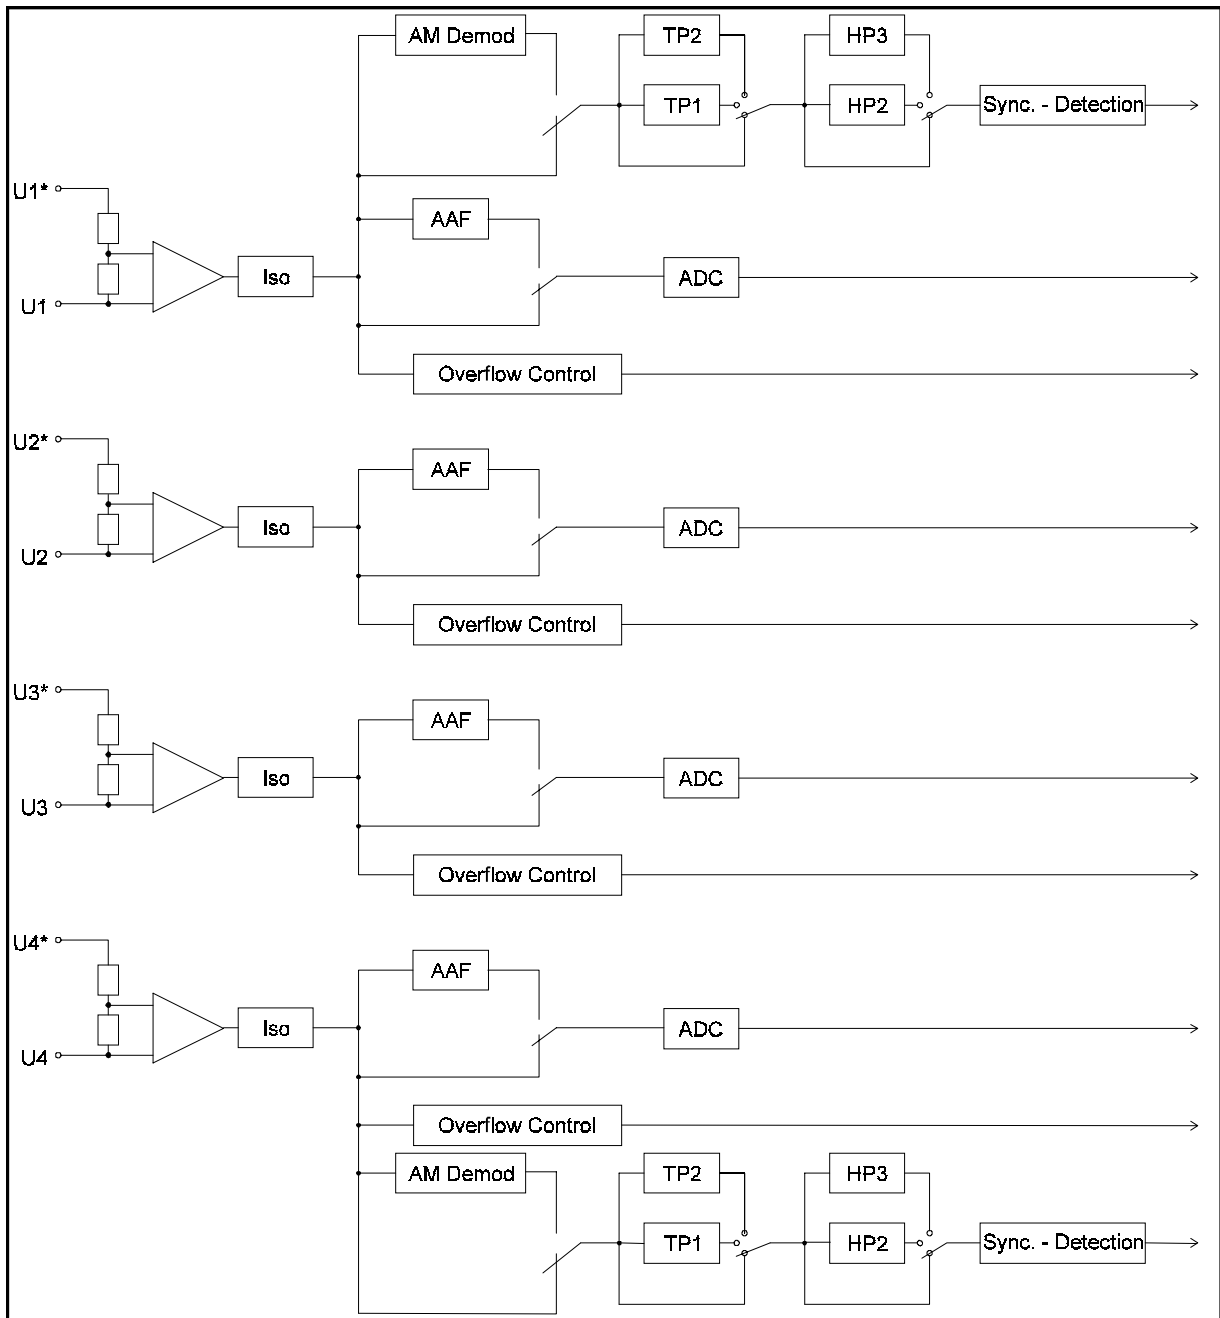 AM Demod
TP2
HP3
TP1
HP2
Sync. - Detection
U1*
AAF
Iso
ADC
U1
Overflow Control
U2*
AAF
Iso
ADC
U2
Overflow Control
U3*
AAF
Iso
ADC
U3
Overflow Control
U4*
AAF
Iso
ADC
U4
Overflow Control
AM Demod
TP2
HP3
TP1
HP2
Sync. - Detection